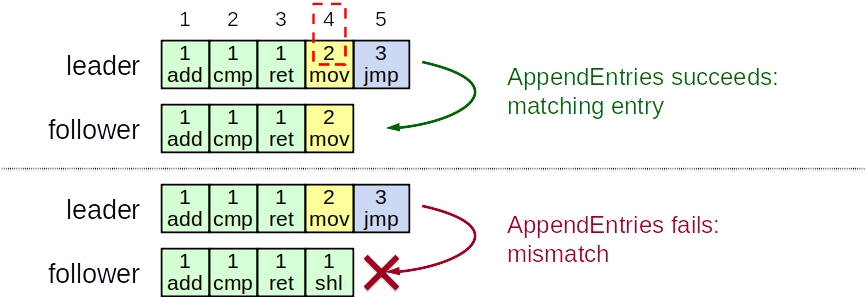 1 2 3 4 5
leader
1 1 1 2 3
add cmp ret mov jmp
AppendEntries succeeds:
matching entry
follower
1 1 1 2
add cmp ret mov
leader
1 1 1 2 3
add cmp ret mov jmp
AppendEntries fails:
mismatch
follower
1 1 1 1
add cmp ret shl